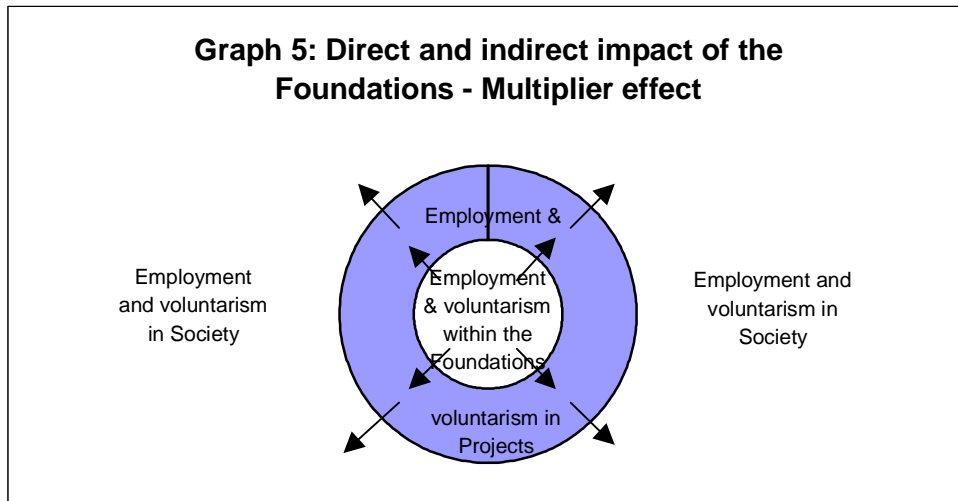 Graph 5: Direct and indirect impact of the
Foundations - Multiplier effect
Employment &
Employment
and voluntarism
in Society
Employment
& voluntarism
within the
Foundations
Employment and
voluntarism in
Society
voluntarism in
Projects